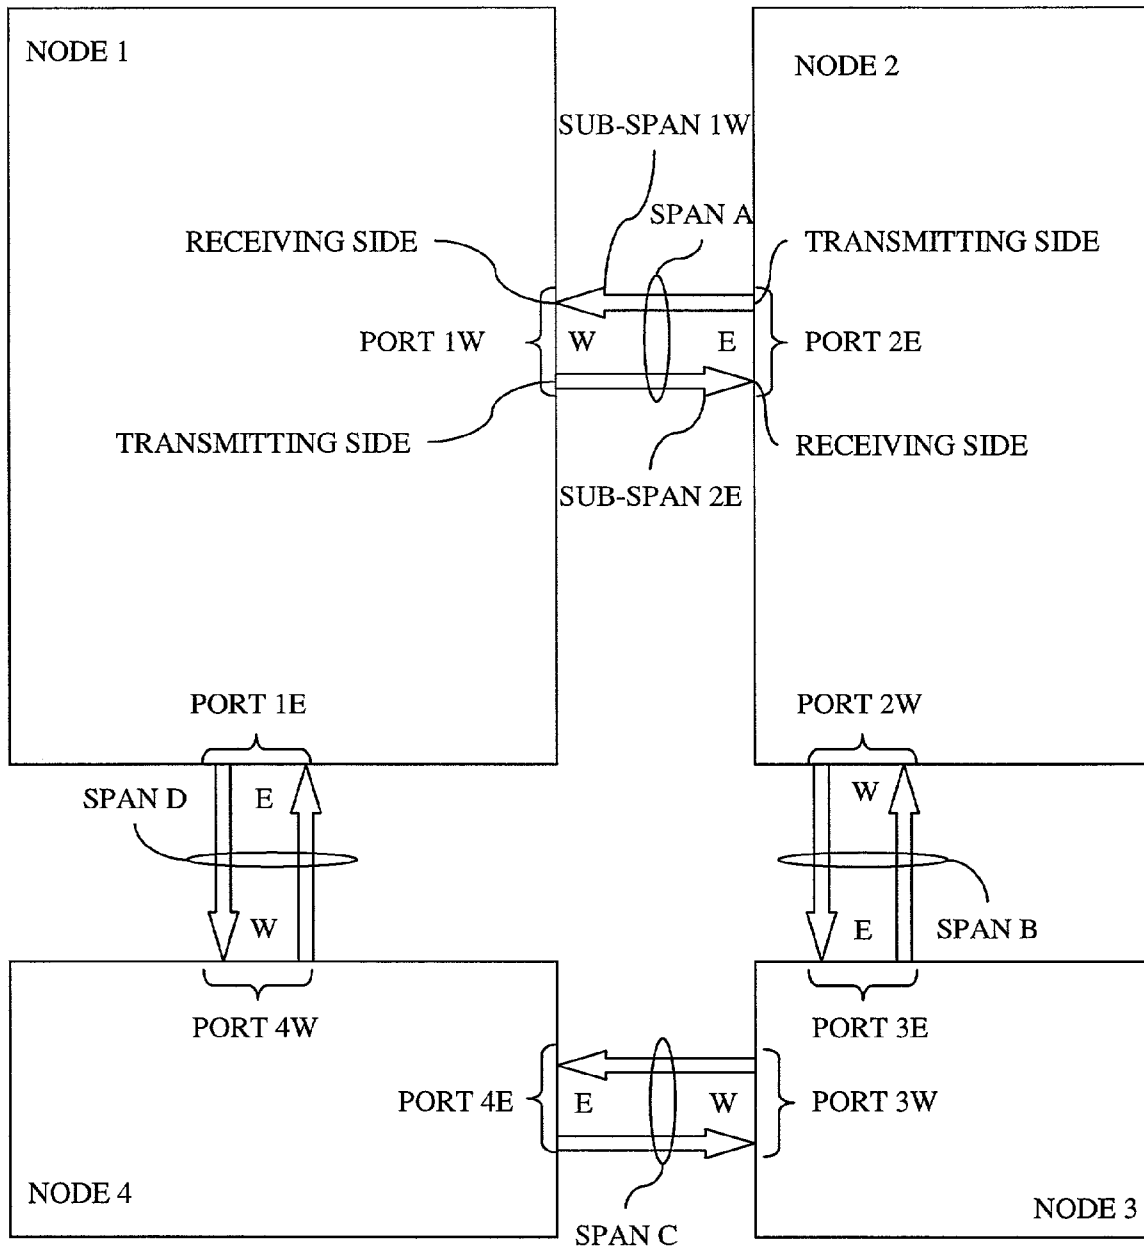 NODE 1
NODE 2
SUB-SPAN 1W
SPAN A
RECEIVING SIDE
TRANSMITTING SIDE
PORT 1W
W
E
PORT 2E
TRANSMITTING SIDE
RECEIVING SIDE
SUB-SPAN 2E
PORT 1E
PORT 2W
SPAN D
E
W
W
E
SPAN B
PORT 4W
PORT 3E
PORT 4E
E
W
PORT 3W
NODE 4
NODE 3
SPAN C